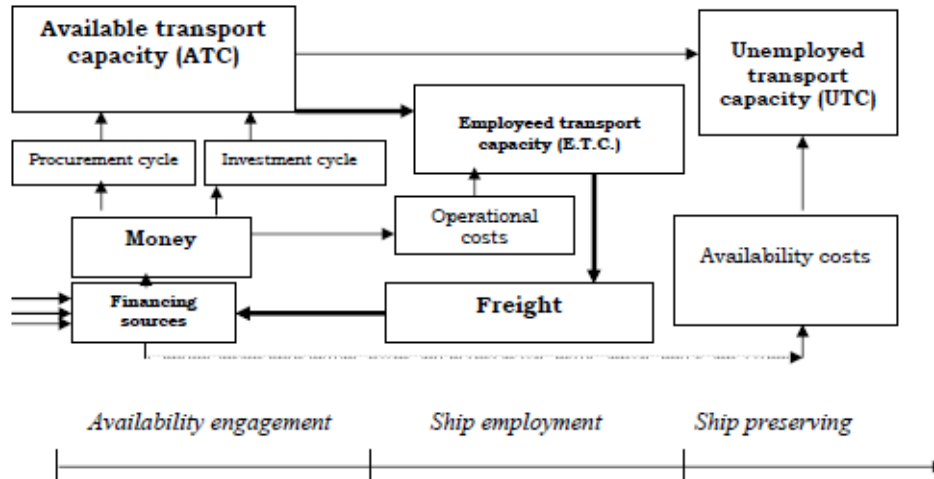 Available transport
capacity (ATC)
Unemployed
transport
capacity (UTC)
Employeed transport
capacity (E.T.C.)
Procurement cycle
Investment cycle
Operational
costs
Money
Availability costs
Financing
sources
Freight
Availability engagement
Ship employment
Ship preserving